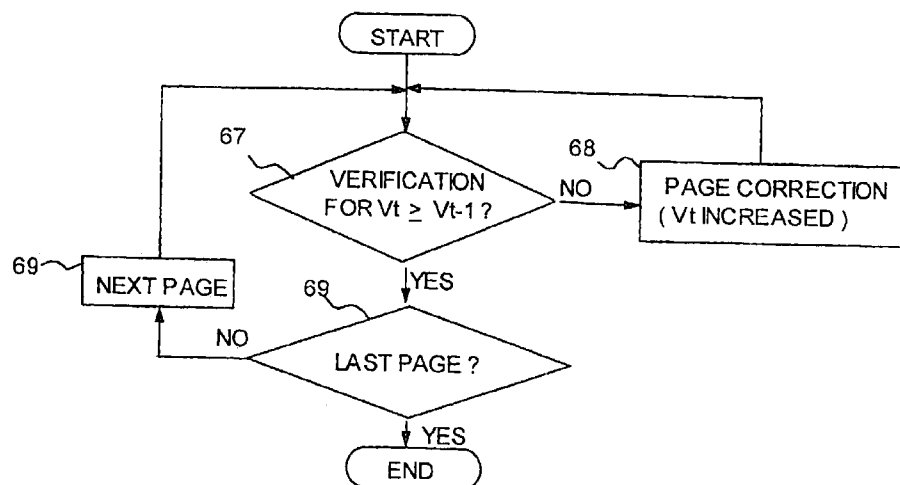 START
67
VERIFICATION
FOR Vt ≥ Vt-1 ?
NO
68
PAGE CORRECTION
( Vt INCREASED )
YES
69
NEXT PAGE
69
NO
LAST PAGE ?
YES
END